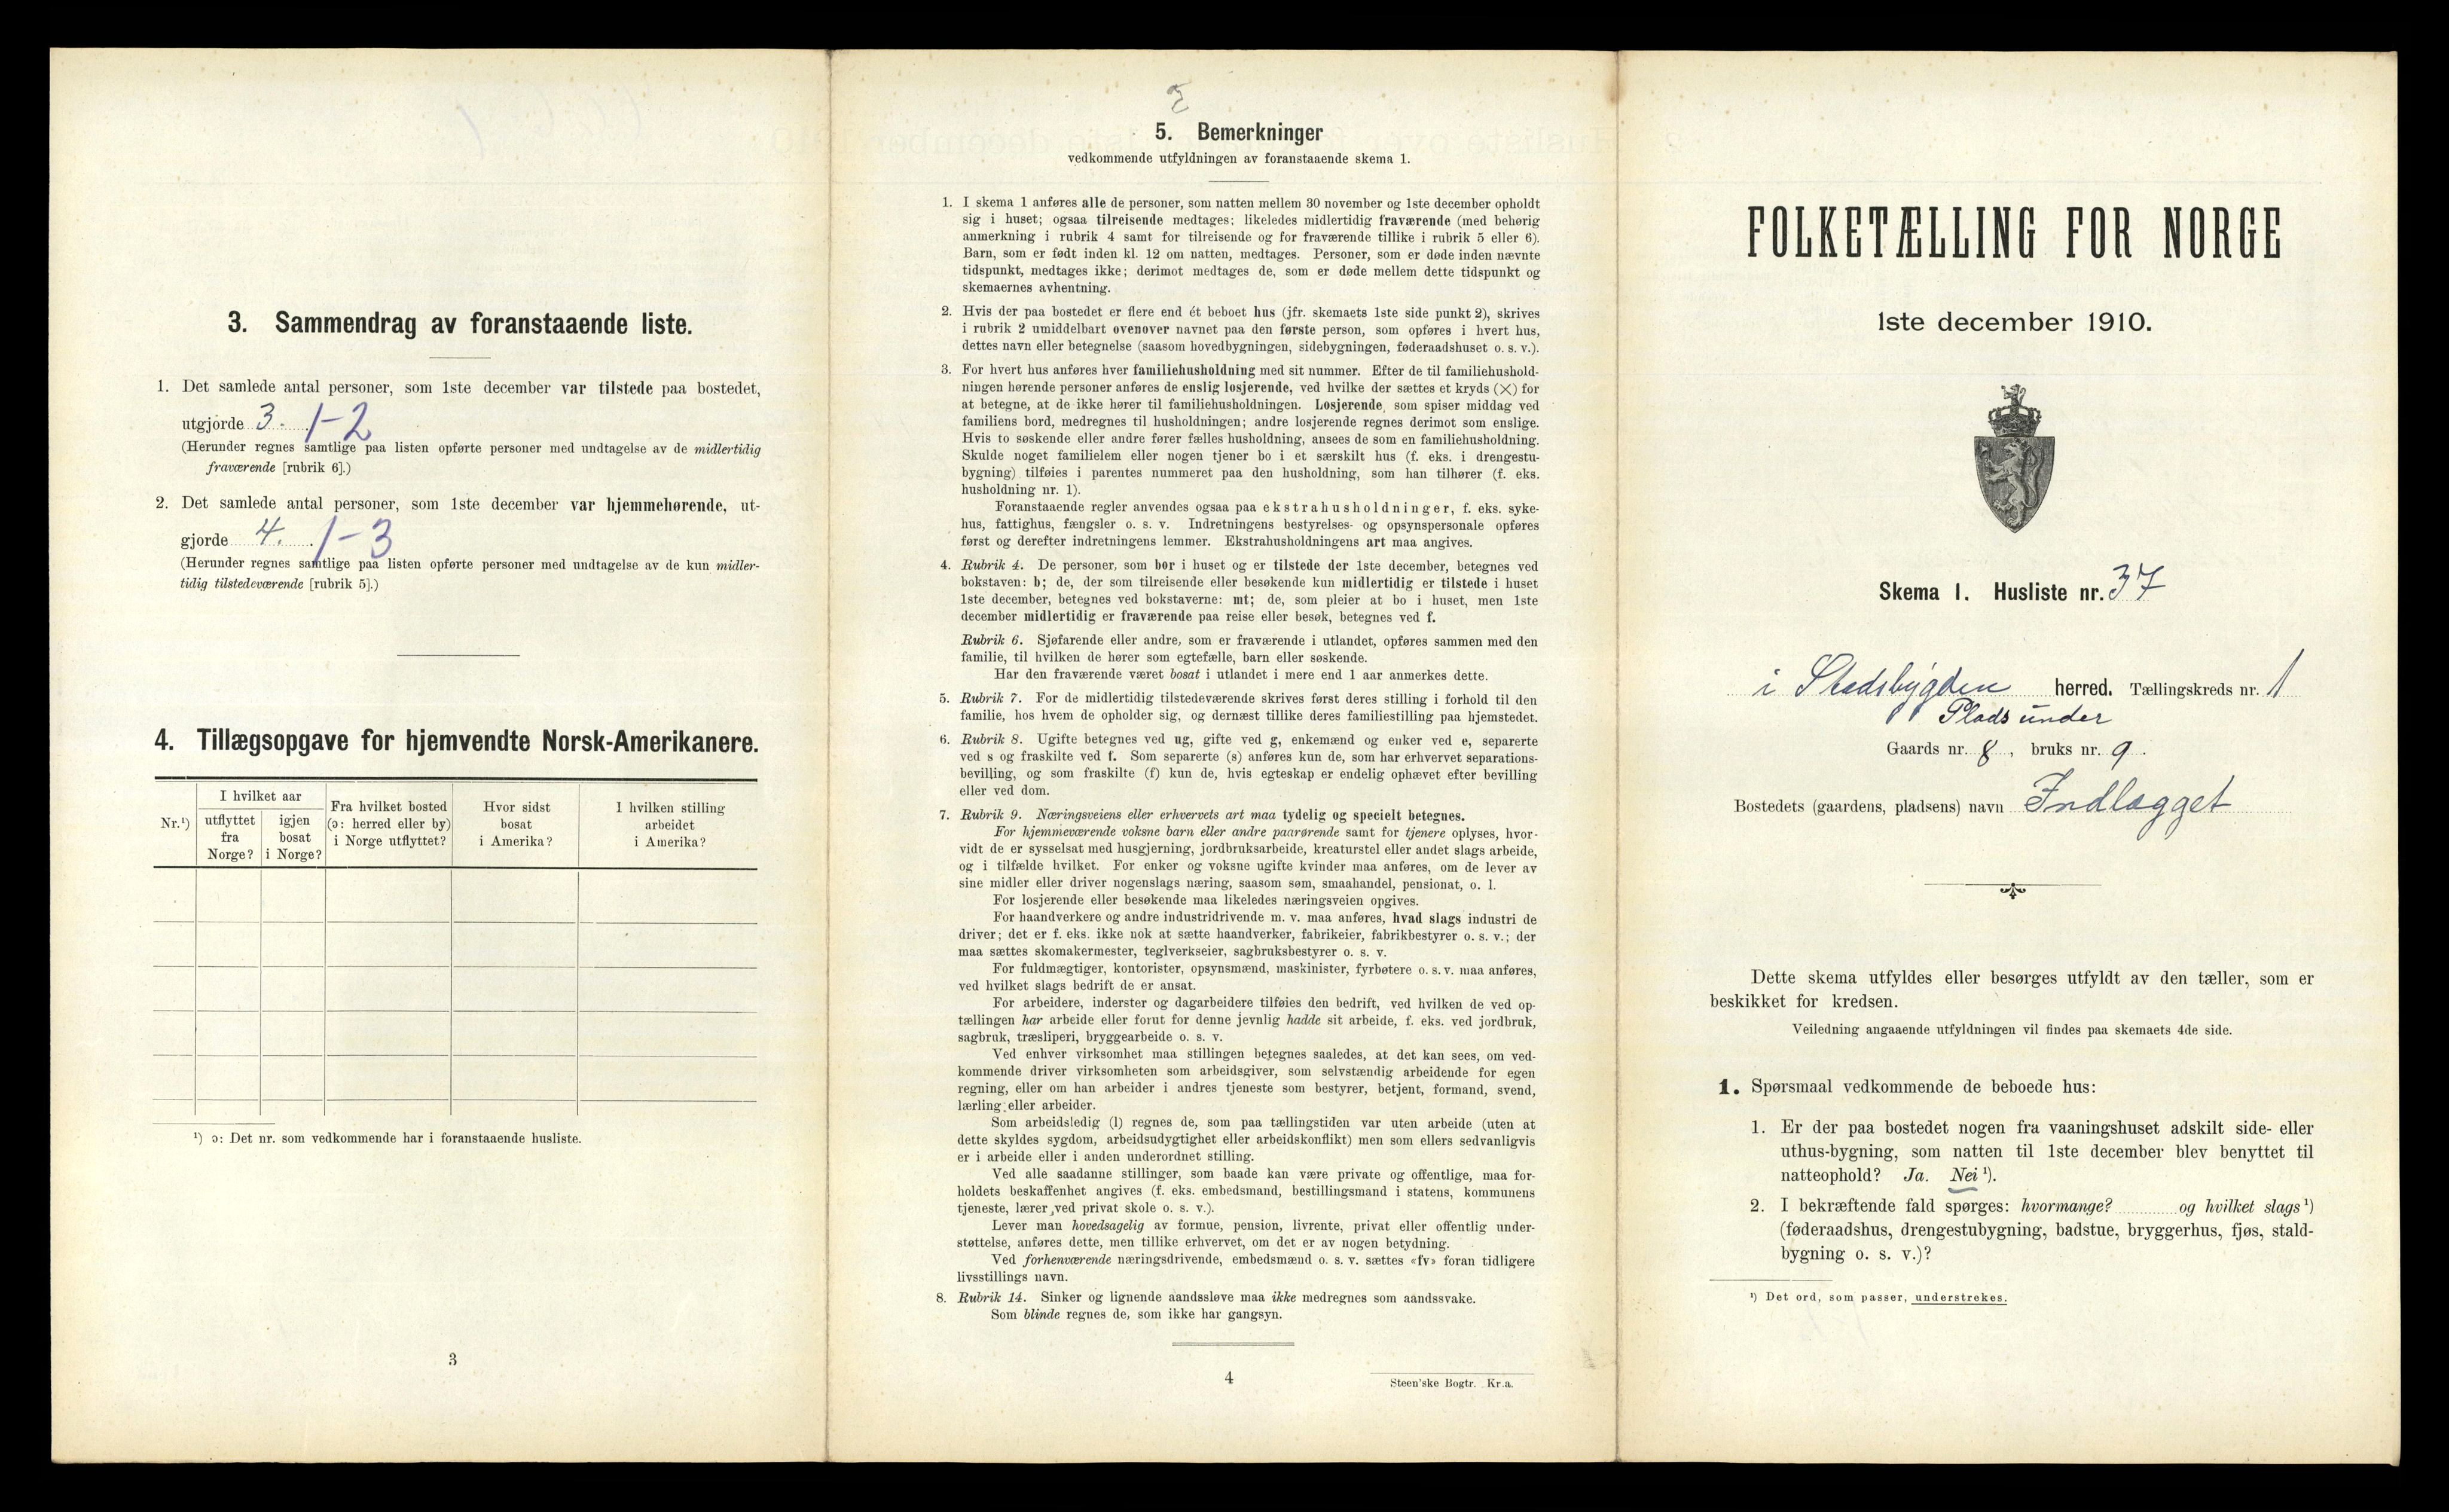 3. Sammendrag av foranstaaende liste.
1. Det samlede antal personer, som 1ste december var tilstede paa bostedet,
utgjorde 3. 1-2
(Herunder regnes samtlige paa listen opførte personer med undtagelse av de midlertidig
fraværende [rubrik 6].)
2. Det samlede antal personer, som 1ste december var hjemmehørende, ut-
gjorde 4. 1-3
(Herunder regnes samtlige paa listen opførte personer med undtagelse av de kun midler-
tidig tilstedeværende [rubrik 5].)
4. Tillægsopgave for hjemvendte Norsk-Amerikanere.
Nr.¹)
I hvilket aar
utflyttet
fra
Norge?
igjen
bosat
i Norge?
Fra hvilket bosted
(ɔ: herred eller by)
i Norge utflyttet?
Hvor sidst
bosat
i Amerika?
I hvilken stilling
arbeidet
i Amerika?
¹) ɔ: Det nr. som vedkommende har i foranstaaende husliste.
3
5. Bemerkninger
vedkommende utfyldningen av foranstaaende skema 1.
1. I skema 1 anføres alle de personer, som natten mellem 30 november og 1ste december opholdt
sig i huset; ogsaa tilreisende medtages; likeledes midlertidig fraværende (med behørig
anmerkning i rubrik 4 samt for tilreisende og for fraværende tillike i rubrik 5 eller 6).
Barn, som er født inden kl. 12 om natten, medtages. Personer, som er døde inden nævnte
tidspunkt, medtages ikke; derimot medtages de, som er døde mellem dette tidspunkt og
skemaernes avhentning.
2. Hvis der paa bostedet er flere end ét beboet hus (jfr. skemaets 1ste side punkt 2), skrives
i rubrik 2 umiddelbart ovenover navnet paa den første person, som opføres i hvert hus,
dettes navn eller betegnelse (saasom hovedbygningen, sidebygningen, føderaadshuset o. s. v.).
3. For hvert hus anføres hver familiehusholdning med sit nummer. Efter de til familiehushold-
ningen hørende personer anføres de enslig losjerende, ved hvilke der sættes et kryds (×) for
at betegne, at de ikke hører til familiehusholdningen. Losjerende, som spiser middag ved
familiens bord, medregnes til husholdningen; andre losjerende regnes derimot som enslige.
Hvis to søskende eller andre fører fælles husholdning, ansees de som en familiehusholdning.
Skulde noget familielem eller nogen tjener bo i et særskilt hus (f. eks. i drengestu-
bygning) tilføies i parentes nummeret paa den husholdning, som han tilhører (f. eks.
husholdning nr. 1).
Foranstaaende regler anvendes ogsaa paa ekstrahusholdninger, f. eks. syke-
hus, fattighus, fængsler o. s. v. Indretningens bestyrelses- og opsynspersonale opføres
først og derefter indretningens lemmer. Ekstrahusholdningens art maa angives.
4. Rubrik 4. De personer, som bor i huset og er tilstede der 1ste december, betegnes ved
bokstaven: b; de, der som tilreisende eller besøkende kun midlertidig er tilstede i huset
1ste december, betegnes ved bokstaverne: mt; de, som pleier at bo i huset, men 1ste
december midlertidig er fraværende paa reise eller besøk, betegnes ved f.
Rubrik 6. Sjøfarende eller andre, som er fraværende i utlandet, opføres sammen med den
familie, til hvilken de hører som egtefælle, barn eller søskende.
Har den fraværende været bosat i utlandet i mere end 1 aar anmerkes dette.
5. Rubrik 7. For de midlertidig tilstedeværende skrives først deres stilling i forhold til den
familie, hos hvem de opholder sig, og dernæst tillike deres familiestilling paa hjemstedet.
6. Rubrik 8. Ugifte betegnes ved ug, gifte ved g, enkemænd og enker ved e, separerte
ved s og fraskilte ved f. Som separerte (s) anføres kun de, som har erhvervet separations-
bevilling, og som fraskilte (f) kun de, hvis egteskap er endelig ophævet efter bevilling
eller ved dom.
7. Rubrik 9. Næringsveiens eller erhvervets art maa tydelig og specielt betegnes.
For hjemmeværende voksne barn eller andre paarørende samt for tjenere oplyses, hvor-
vidt de er sysselsat med husgjerning, jordbruksarbeide, kreaturstel eller andet slags arbeide,
og i tilfælde hvilket. For enker og voksne ugifte kvinder maa anføres, om de lever av
sine midler eller driver nogenslags næring, saasom søm, smaahandel, pensionat, o. l.
For losjerende eller besøkende maa likeledes næringsveien opgives.
For haandverkere og andre industridrivende m. v. maa anføres, hvad slags industri de
driver; det er f. eks. ikke nok at sætte haandverker, fabrikeier, fabrikbestyrer o. s. v.; der
maa sættes skomakermester, teglverkseier, sagbruksbestyrer o. s. v.
For fuldmægtiger, kontorister, opsynsmænd, maskinister, fyrbøtere o. s. v. maa anføres,
ved hvilket slags bedrift de er ansat.
For arbeidere, inderster og dagarbeidere tilføies den bedrift, ved hvilken de ved op-
tællingen har arbeide eller forut for denne jevnlig hadde sit arbeide, f. eks. ved jordbruk,
sagbruk, træsliperi, bryggearbeide o. s. v.
Ved enhver virksomhet maa stillingen betegnes saaledes, at det kan sees, om ved-
kommende driver virksomheten som arbeidsgiver, som selvstændig arbeidende for egen
regning, eller om han arbeider i andres tjeneste som bestyrer, betjent, formand, svend,
lærling eller arbeider.
Som arbeidsledig (l) regnes de, som paa tællingstiden var uten arbeide (uten at
dette skyldes sygdom, arbeidsudygtighet eller arbeidskonflikt) men som ellers sedvanligvis
er i arbeide eller i anden underordnet stilling.
Ved alle saadanne stillinger, som baade kan være private og offentlige, maa for-
holdets beskaffenhet angives (f. eks. embedsmand, bestillingsmand i statens, kommunens
tjeneste, lærer ved privat skole o. s. v.).
Lever man hovedsagelig av formue, pension, livrente, privat eller offentlig under-
støttelse, anføres dette, men tillike erhvervet, om det er av nogen betydning.
Ved forhenværende næringsdrivende, embedsmænd o. s. v. sættes «fv» foran tidligere
livsstillings navn.
8. Rubrik 14. Sinker og lignende aandssløve maa ikke medregnes som aandssvake.
Som blinde regnes de, som ikke har gangsyn.
4
Steen'ske Bogtr. Kr.a.
FOLKETÆLLING FOR NORGE
1ste december 1910.
Skema 1. Husliste nr. 37
i Stadsbygden herred. Tællingskreds nr. 1
Plads under
Gaards nr. 8, bruks nr. 9.
Bostedets (gaardens, pladsens) navn Indlægget
Dette skema utfyldes eller besørges utfyldt av den tæller, som er
beskikket for kredsen.
Veiledning angaaende utfyldningen vil findes paa skemaets 4de side.
1. Spørsmaal vedkommende de beboede hus:
1. Er der paa bostedet nogen fra vaaningshuset adskilt side- eller
uthus-bygning, som natten til 1ste december blev benyttet til
natteophold? Ja. Nei ¹).
2. I bekræftende fald spørges: hvormange? og hvilket slags ¹)
(føderaadshus, drengestubygning, badstue, bryggerhus, fjøs, stald-
bygning o. s. v.)?
¹) Det ord, som passer, understrekes.